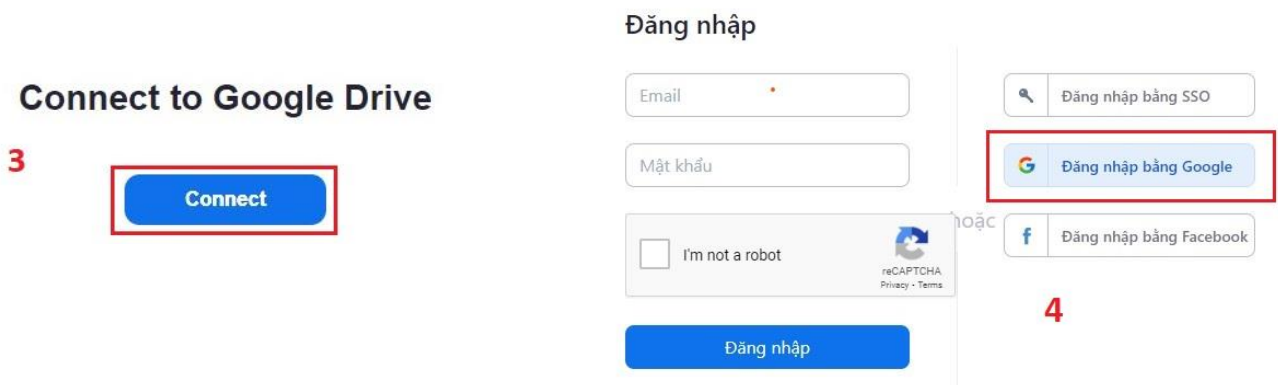 Connect to Google Drive
3
Connect
Đăng nhập
Email
Mật khẩu
I'm not a robot
reCAPTCHA
Privacy - Terms
Đăng nhập
hoặc
Đăng nhập bằng SSO
Đăng nhập bằng Google
Đăng nhập bằng Facebook
4